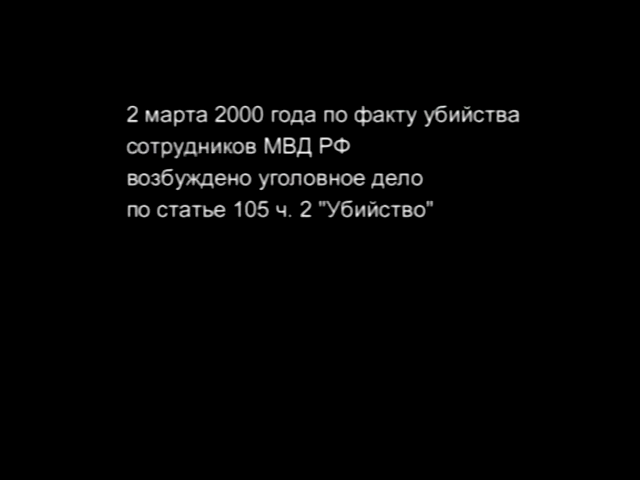 2 марта 2000 года по факту убийства
сотрудников МВД РФ
возбуждено уголовное дело
по статье 105 ч. 2 "Убийство"